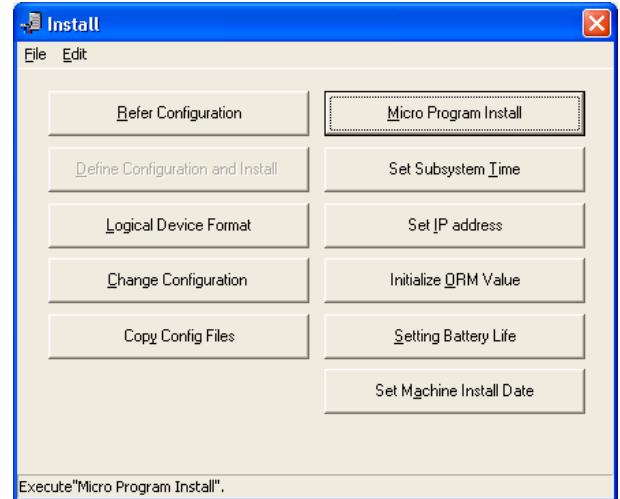 Install
File Edit
Refer Configuration
Micro Program Install
Define Configuration and Install
Set Subsystem Time
Logical Device Format
Set IP address
Change Configuration
Initialize ORM Value
Copy Config Files
Setting Battery Life
Set Machine Install Date
Execute"Micro Program Install".